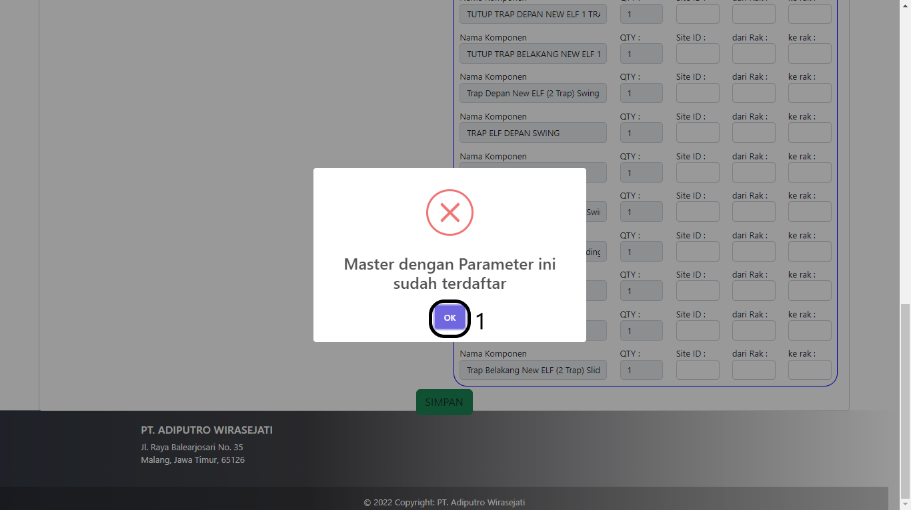 Nama Komponen QTY : Site ID : dari Rak : ke rak :
TUTUP TRAP DEPAN NEW ELF 1 TRA 1
Nama Komponen QTY : Site ID : dari Rak : ke rak :
TUTUP TRAP BELAKANG NEW ELF 1 1
Nama Komponen QTY : Site ID : dari Rak : ke rak :
Trap Depan New ELF (2 Trap) Swing 1
Nama Komponen QTY : Site ID : dari Rak : ke rak :
TRAP ELF DEPAN SWING 1
Nama Komponen QTY : Site ID : dari Rak : ke rak :
1
QTY : Site ID : dari Rak : ke rak :
Swi 1
QTY : Site ID : dari Rak : ke rak :
ding 1
QTY : Site ID : dari Rak : ke rak :
1
QTY : Site ID : dari Rak : ke rak :
1
Nama Komponen QTY : Site ID : dari Rak : ke rak :
Trap Belakang New ELF (2 Trap) Slid 1
Master dengan Parameter ini
sudah terdaftar
OK 1
SIMPAN
PT. ADIPUTRO WIRASEJATI
Jl. Raya Balearjosari No. 35
Malang, Jawa Timur, 65126
© 2022 Copyright: PT. Adiputro Wirasejati